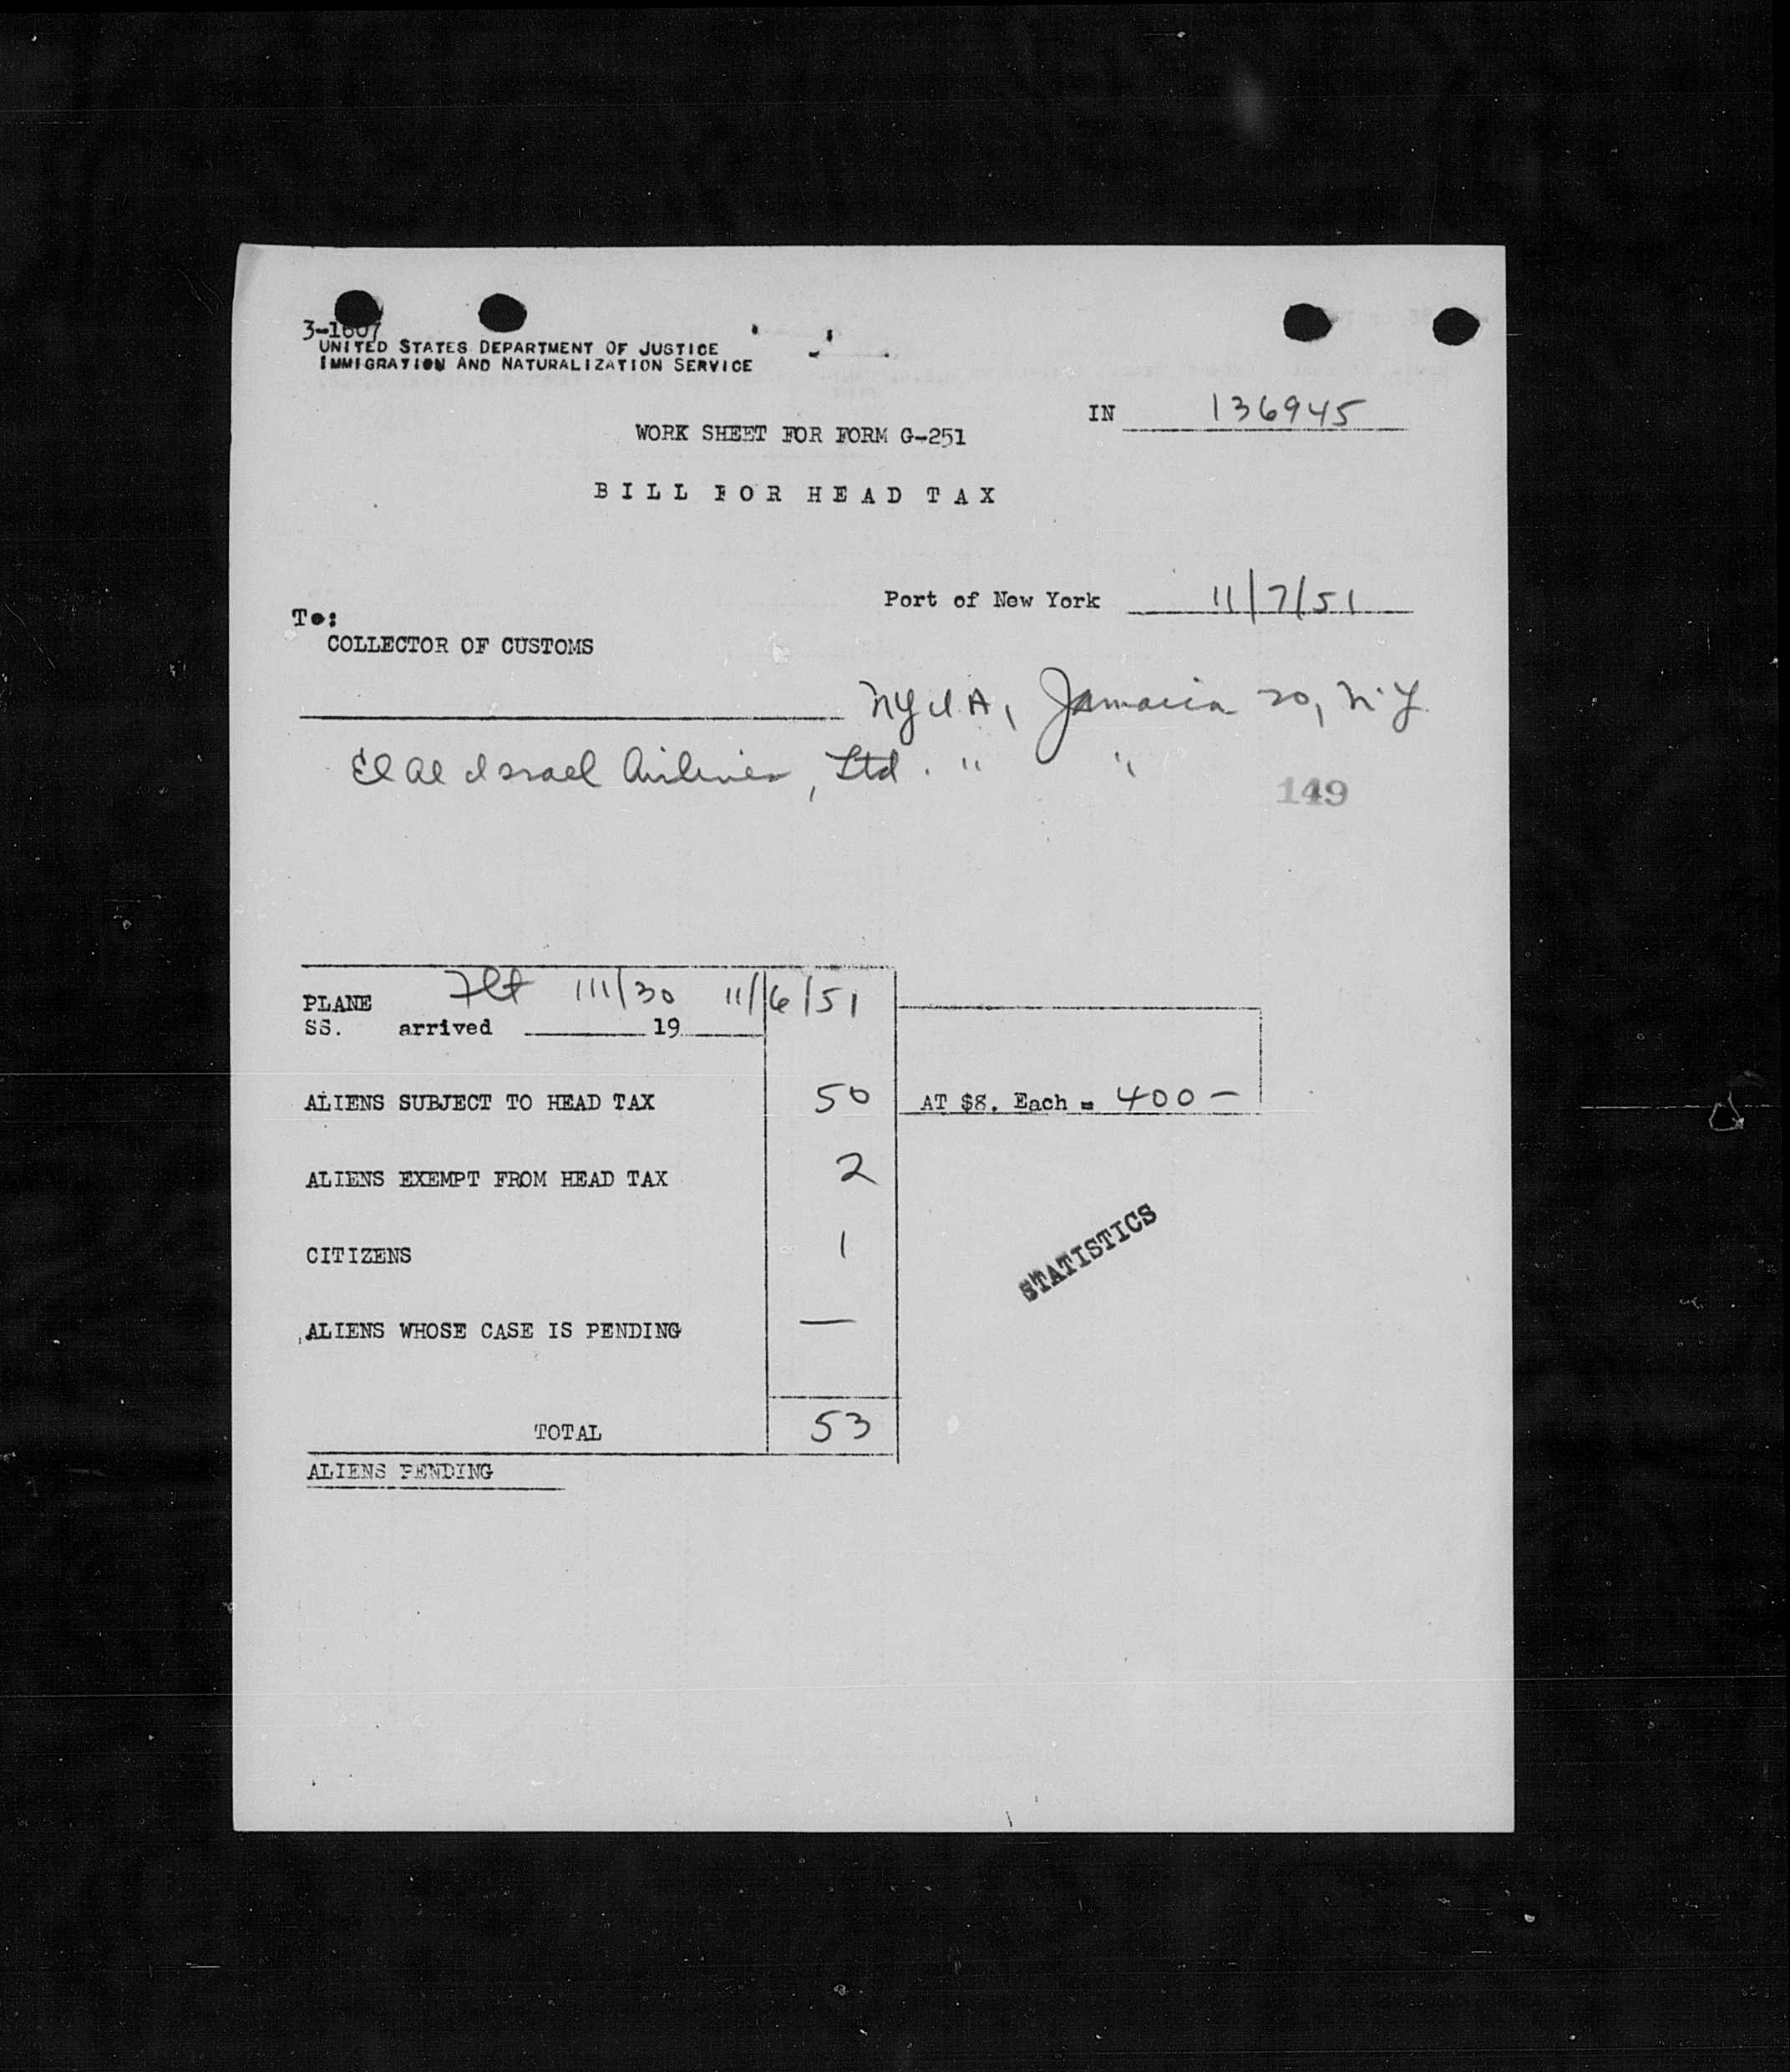 3-1607
UNITED STATES DEPARTMENT OF JUSTICE
IMMIGRATION AND NATURALIZATION SERVICE
IN 136945
WORK SHEET FOR FORM G-251
BILL FOR HEAD TAX
Port of New York 11/7/51
To:
COLLECTOR OF CUSTOMS
NYIA, Jamaica 20, N.Y.
El Al Israel Airlines, Ltd. " "
149
PLANE Flt 111/30 11/6/51
SS. arrived 19
ALIENS SUBJECT TO HEAD TAX 50 AT $8. Each = 400 —
ALIENS EXEMPT FROM HEAD TAX 2
CITIZENS 1
STATISTICS
ALIENS WHOSE CASE IS PENDING —
TOTAL 53
ALIENS PENDING